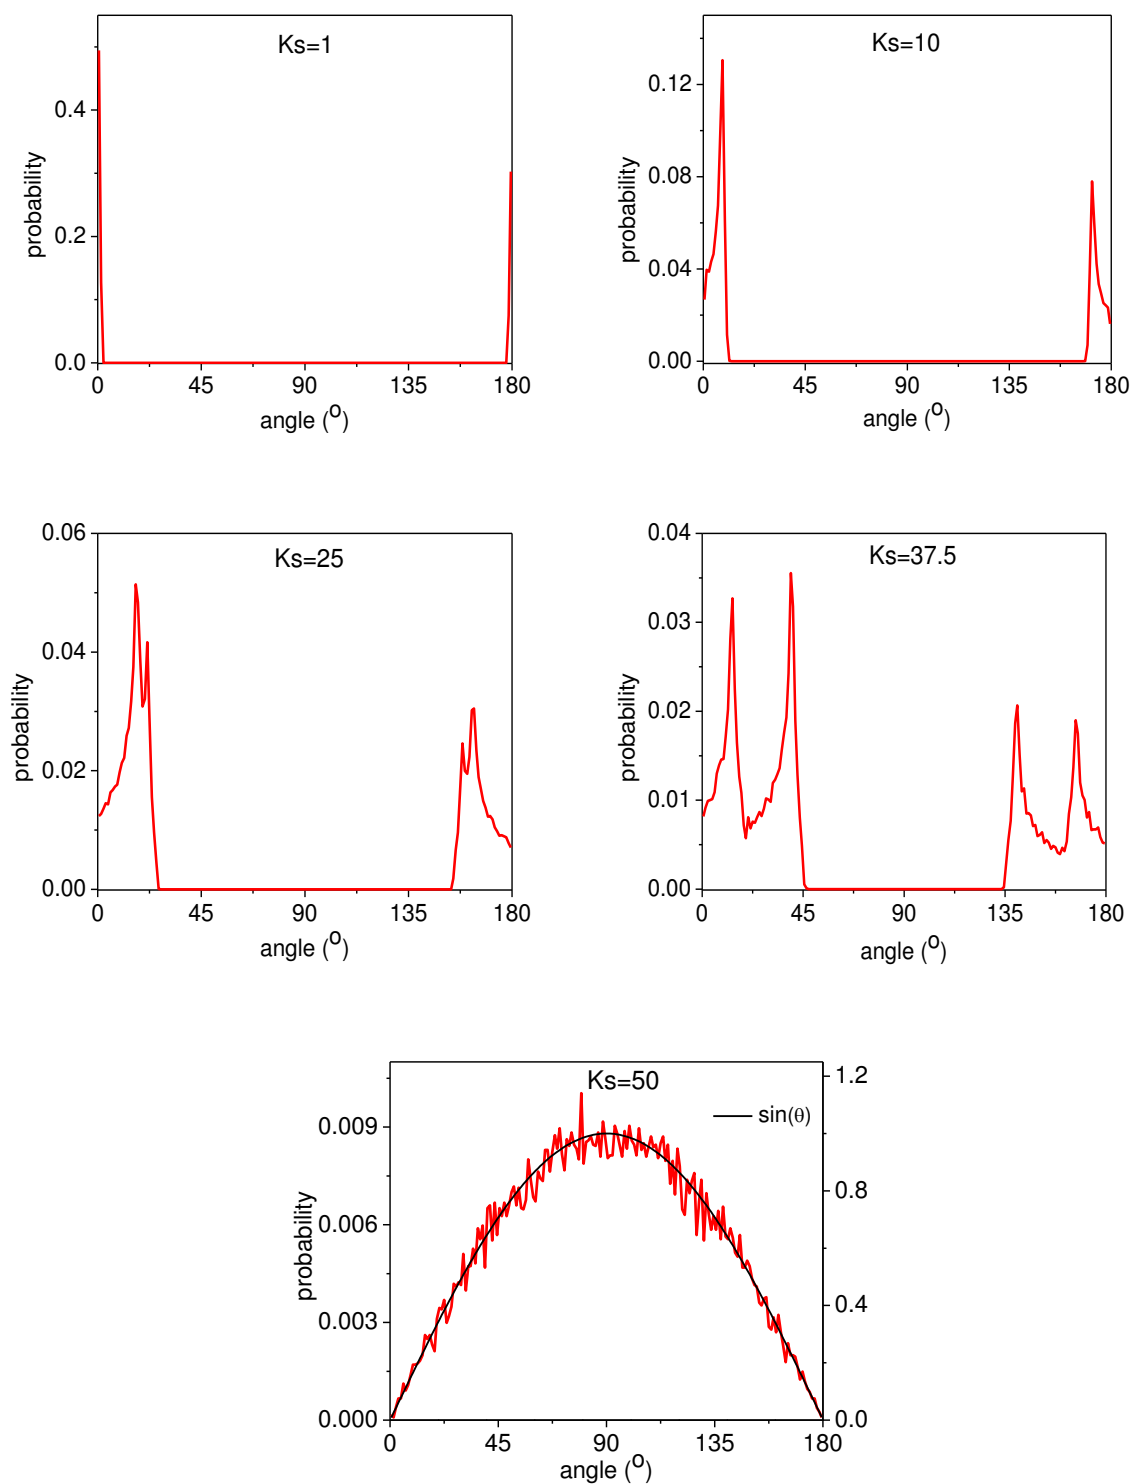 Ks=1
probability
0.4
0.2
0.0
0 45 90 135 180
angle (o)
Ks=10
probability
0.12
0.08
0.04
0.00
0 45 90 135 180
angle (o)
Ks=25
probability
0.06
0.04
0.02
0.00
0 45 90 135 180
angle (o)
Ks=37.5
probability
0.04
0.03
0.02
0.01
0.00
0 45 90 135 180
angle (o)
Ks=50
sin(θ)
probability
0.009
0.006
0.003
0.000
1.2
0.8
0.4
0.0
0 45 90 135 180
angle (o)